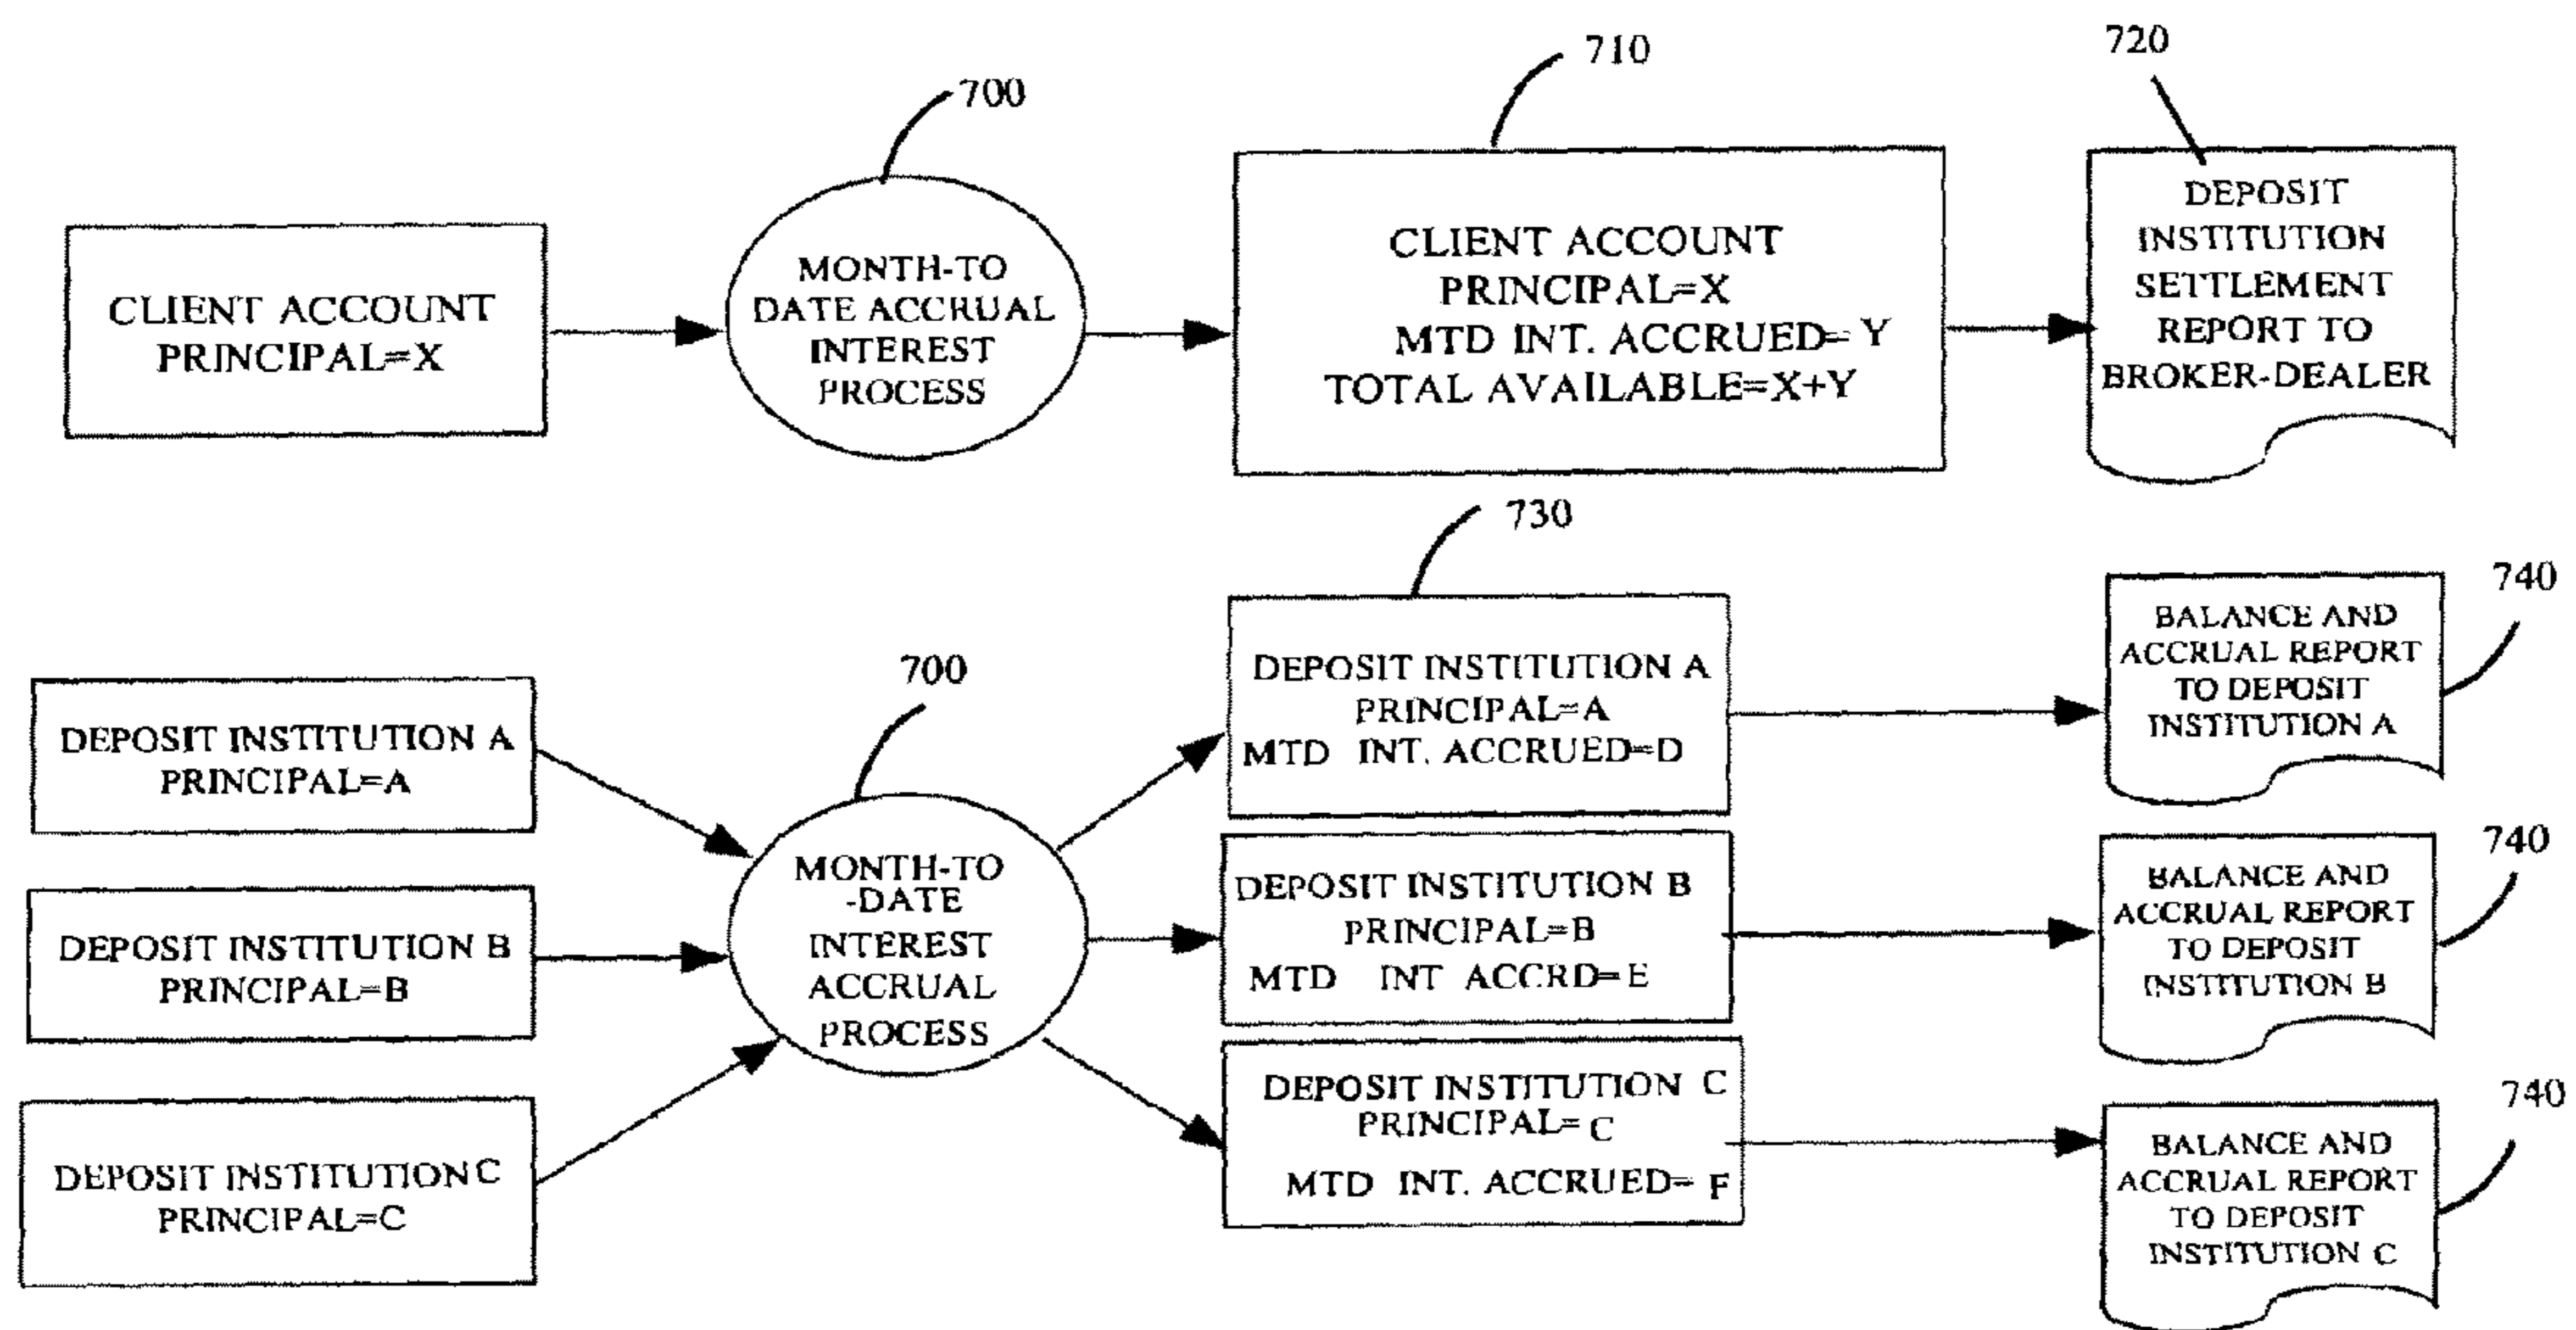 700
710
720
CLIENT ACCOUNT
PRINCIPAL=X
MONTH-TO
DATE ACCRUAL
INTEREST
PROCESS
CLIENT ACCOUNT
PRINCIPAL=X
MTD INT. ACCRUED=Y
TOTAL AVAILABLE=X+Y
DEPOSIT
INSTITUTION
SETTLEMENT
REPORT TO
BROKER-DEALER
DEPOSIT INSTITUTION A
PRINCIPAL=A
DEPOSIT INSTITUTION B
PRINCIPAL=B
DEPOSIT INSTITUTION C
PRINCIPAL=C
700
MONTH-TO
-DATE
INTEREST
ACCRUAL
PROCESS
730
DEPOSIT INSTITUTION A
PRINCIPAL=A
MTD INT. ACCRUED=D
DEPOSIT INSTITUTION B
PRINCIPAL=B
MTD INT ACCRD=E
DEPOSIT INSTITUTION C
PRINCIPAL=C
MTD INT. ACCRUED=F
740
BALANCE AND
ACCRUAL REPORT
TO DEPOSIT
INSTITUTION A
740
BALANCE AND
ACCRUAL REPORT
TO DEPOSIT
INSTITUTION B
740
BALANCE AND
ACCRUAL REPORT
TO DEPOSIT
INSTITUTION C